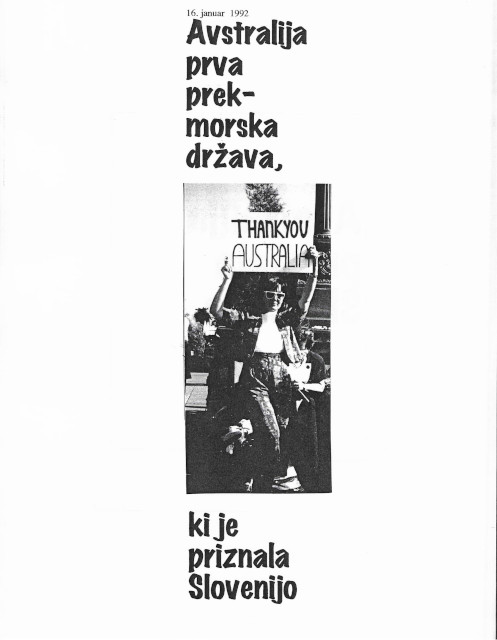 16. januar 1992
Avstralija
prva
prek-
morska
država,
THANKYOU
AUSTRALIA
ki je
priznala
Slovenijo